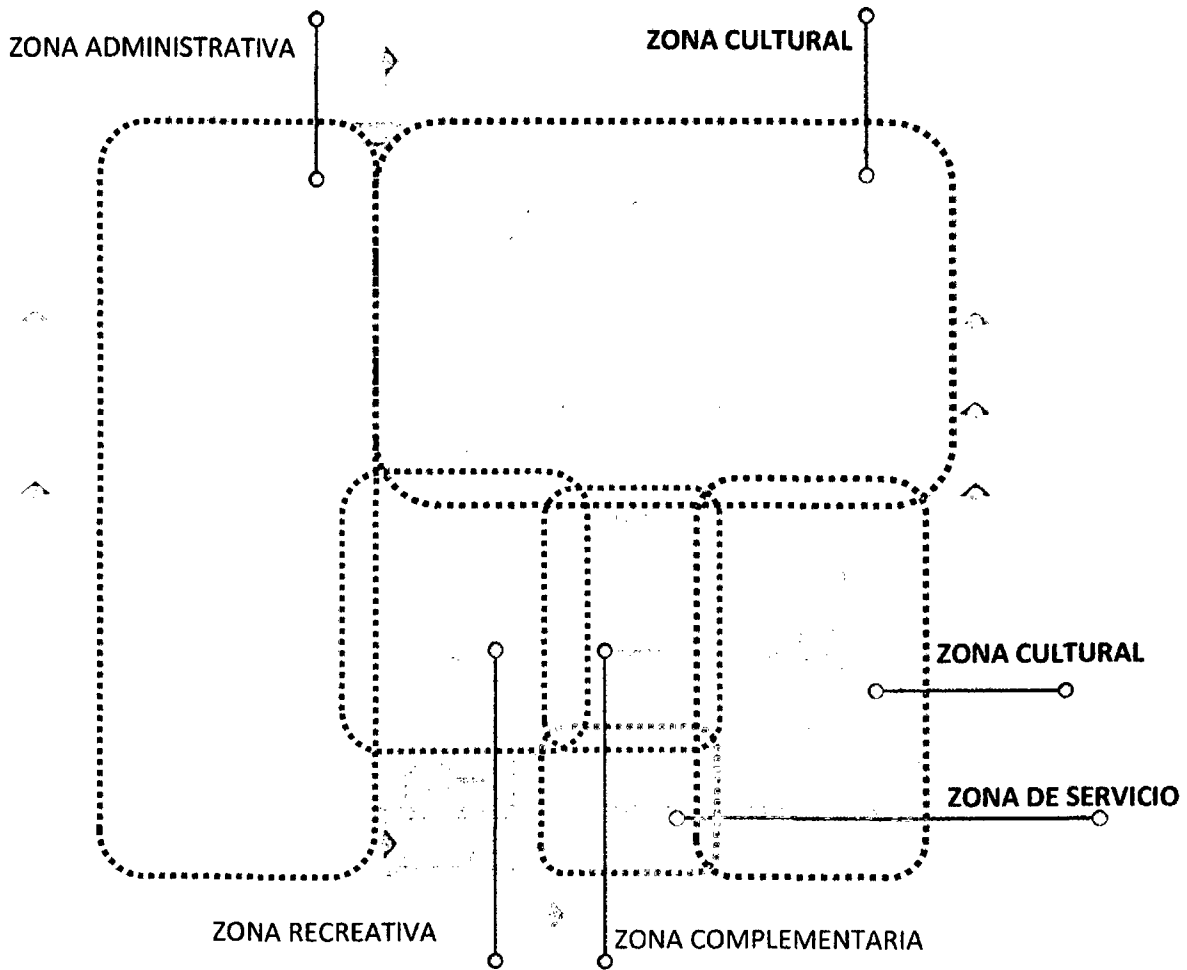 ZONA ADMINISTRATIVA
ZONA CULTURAL
ZONA CULTURAL
ZONA DE SERVICIO
ZONA RECREATIVA
ZONA COMPLEMENTARIA